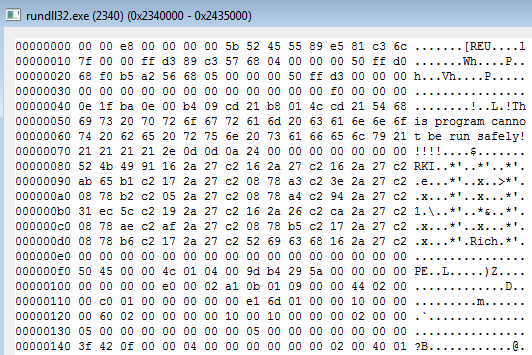 rundll32.exe (2340) (0x2340000 - 0x2435000)
00000000 00 00 e8 00 00 00 00 5b 52 45 55 89 e5 81 c3 6c .......[REU....l
00000010 7f 00 00 ff d3 89 c3 57 68 04 00 00 00 50 ff d0 .......Wh....P..
00000020 68 f0 b5 a2 56 68 05 00 00 00 50 ff d3 00 00 00 h...Vh....P.....
00000030 00 00 00 00 00 00 00 00 00 00 00 00 f0 00 00 00 ................
00000040 0e 1f ba 0e 00 b4 09 cd 21 b8 01 4c cd 21 54 68 ........!..L.!Th
00000050 69 73 20 70 72 6f 67 72 61 6d 20 63 61 6e 6e 6f is program canno
00000060 74 20 62 65 20 72 75 6e 20 73 61 66 65 6c 79 21 t be run safely!
00000070 21 21 21 21 2e 0d 0d 0a 24 00 00 00 00 00 00 00 !!!!....$.......
00000080 52 4b 49 91 16 2a 27 c2 16 2a 27 c2 16 2a 27 c2 RKI..*'..*'..*'.
00000090 ab 65 b1 c2 17 2a 27 c2 08 78 a3 c2 3e 2a 27 c2 .e...*'..x..>*'.
000000a0 08 78 b2 c2 05 2a 27 c2 08 78 a4 c2 94 2a 27 c2 .x...*'..x...*'.
000000b0 31 ec 5c c2 19 2a 27 c2 16 2a 26 c2 ca 2a 27 c2 1.\..*'..*&..*'.
000000c0 08 78 ae c2 af 2a 27 c2 08 78 b5 c2 17 2a 27 c2 .x...*'..x...*'.
000000d0 08 78 b6 c2 17 2a 27 c2 52 69 63 68 16 2a 27 c2 .x...*'.Rich.*'.
000000e0 00 00 00 00 00 00 00 00 00 00 00 00 00 00 00 00 ................
000000f0 50 45 00 00 4c 01 04 00 9d b4 29 5a 00 00 00 00 PE..L.....)Z....
00000100 00 00 00 00 e0 00 02 a1 0b 01 09 00 00 44 02 00 .............D..
00000110 00 c0 01 00 00 00 00 00 e1 6d 01 00 00 10 00 00 .........m......
00000120 00 60 02 00 00 00 00 10 00 10 00 00 00 02 00 00 .`..............
00000130 05 00 00 00 00 00 00 00 05 00 00 00 00 00 00 00 ................
00000140 3f 42 0f 00 00 04 00 00 00 00 00 00 02 00 40 01 ?B............@.